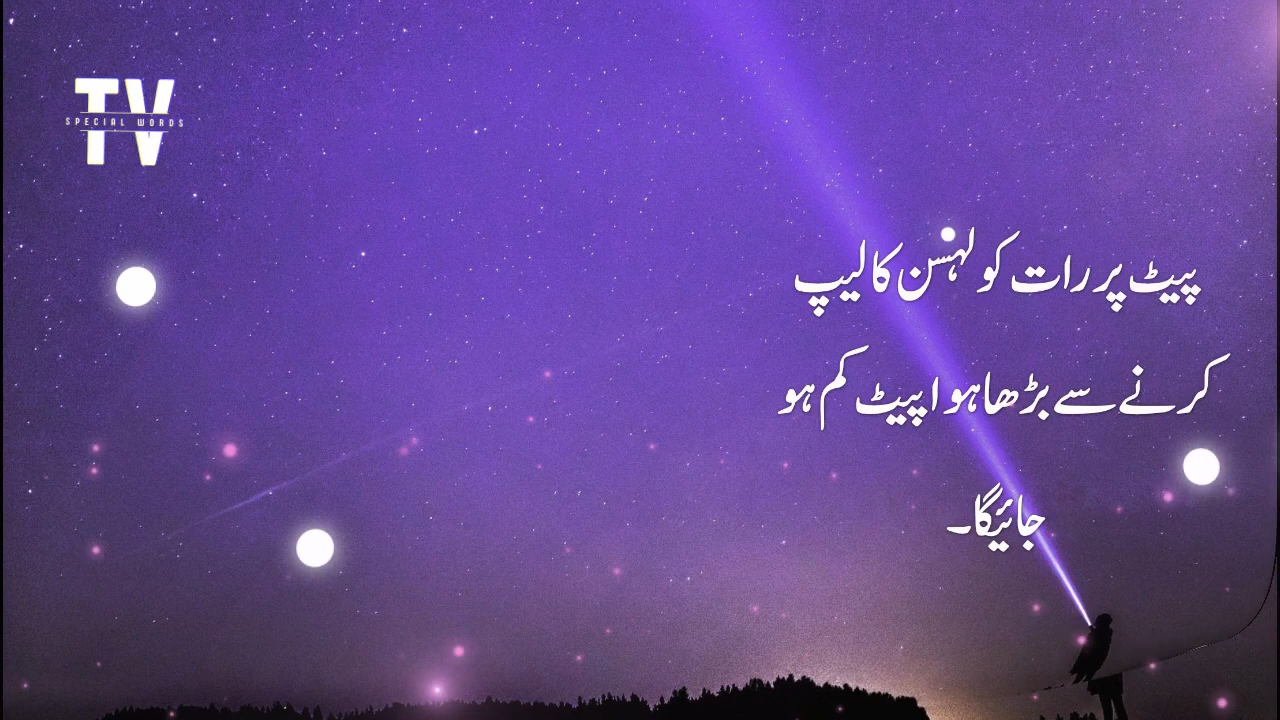 TV
SPECIAL WORDS
پیٹ پر رات کو لہسن کا لیپ
کرنے سے بڑھا ہوا پیٹ کم ہو
جائیگا۔